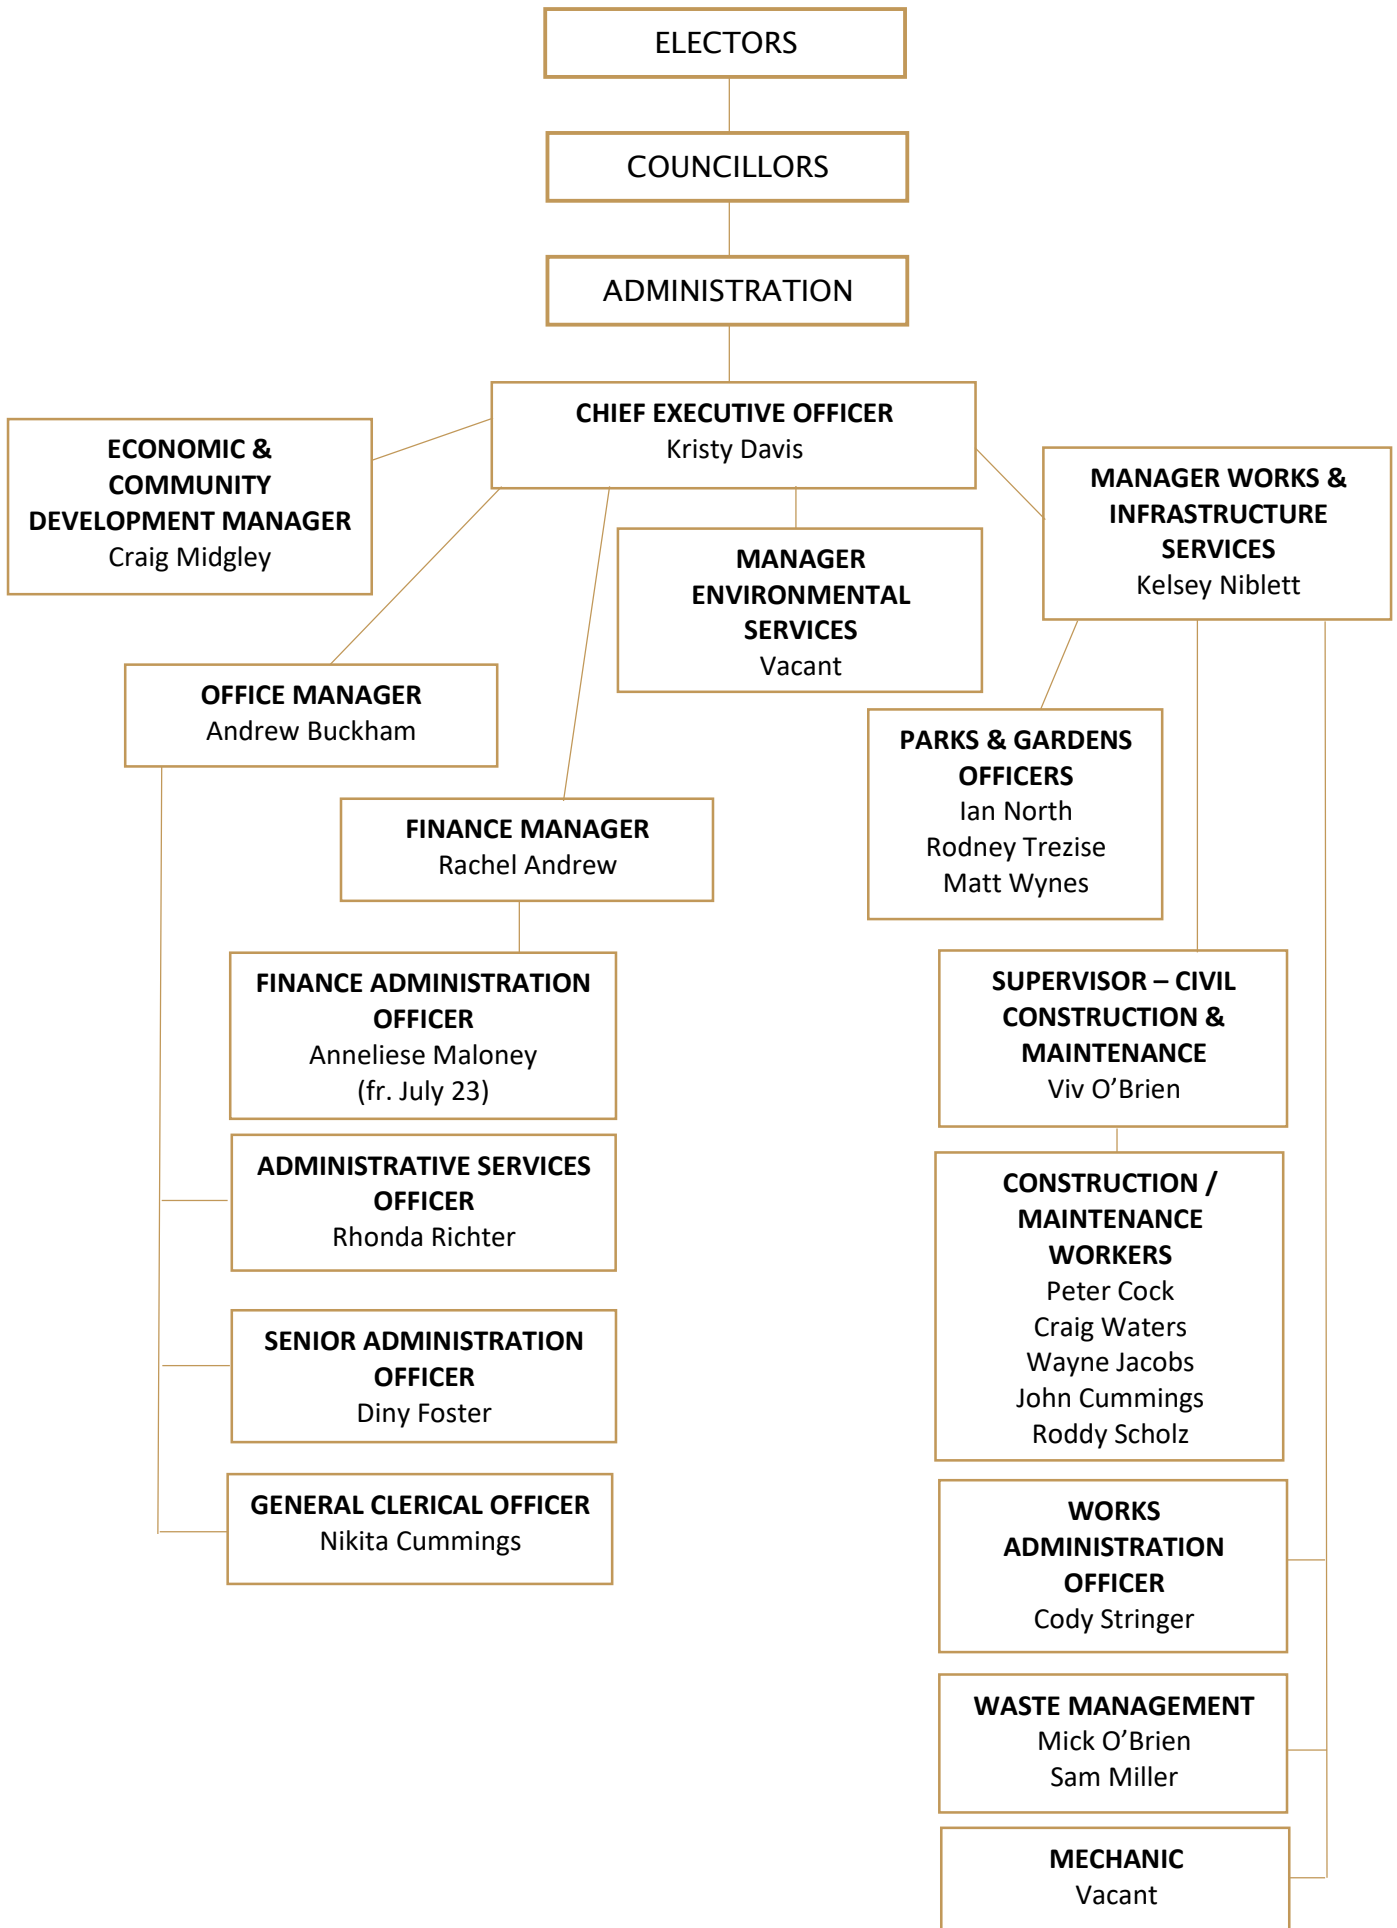 ELECTORS
COUNCILLORS
ADMINISTRATION
CHIEF EXECUTIVE OFFICER
Kristy Davis
ECONOMIC &
COMMUNITY
DEVELOPMENT MANAGER
Craig Midgley
MANAGER WORKS &
INFRASTRUCTURE
SERVICES
Kelsey Niblett
MANAGER
ENVIRONMENTAL
SERVICES
Vacant
OFFICE MANAGER
Andrew Buckham
PARKS & GARDENS
OFFICERS
Ian North
Rodney Trezise
Matt Wynes
FINANCE MANAGER
Rachel Andrew
FINANCE ADMINISTRATION
OFFICER
Anneliese Maloney
(fr. July 23)
SUPERVISOR – CIVIL
CONSTRUCTION &
MAINTENANCE
Viv O’Brien
ADMINISTRATIVE SERVICES
OFFICER
Rhonda Richter
CONSTRUCTION /
MAINTENANCE
WORKERS
Peter Cock
Craig Waters
Wayne Jacobs
John Cummings
Roddy Scholz
SENIOR ADMINISTRATION
OFFICER
Diny Foster
GENERAL CLERICAL OFFICER
Nikita Cummings
WORKS
ADMINISTRATION
OFFICER
Cody Stringer
WASTE MANAGEMENT
Mick O’Brien
Sam Miller
MECHANIC
Vacant